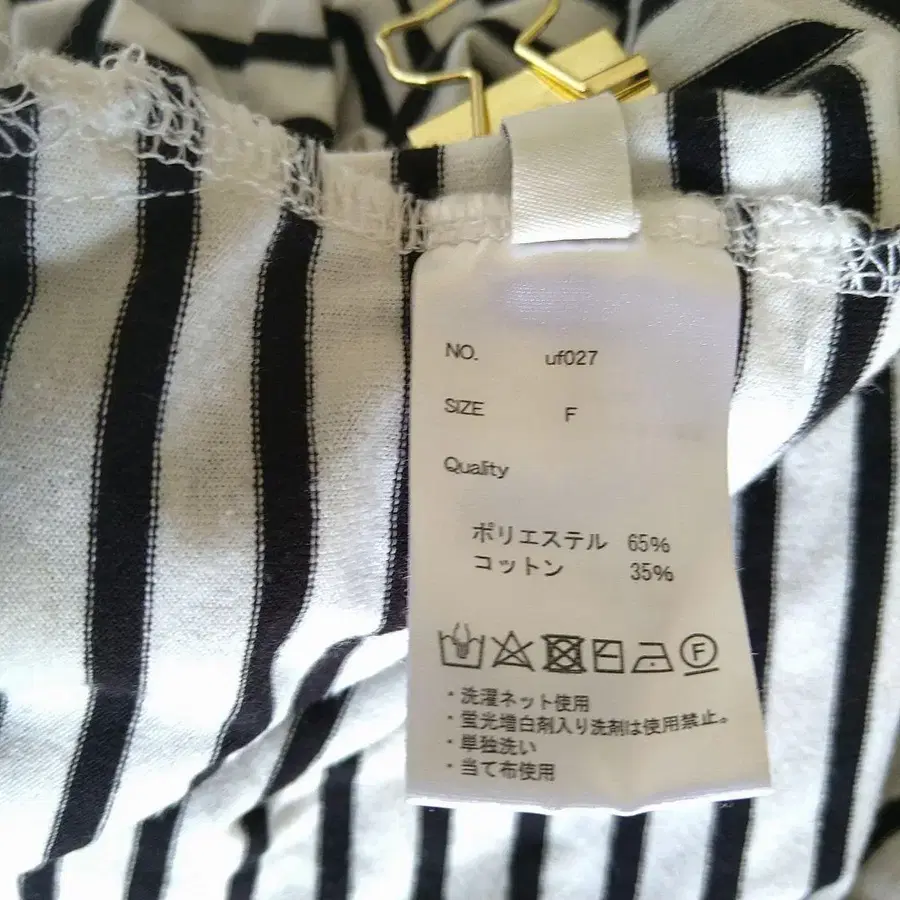 NO. uf027
SIZE F
Quality
ポリエステル 65%
コットン 35%
F
・洗濯ネット使用
・蛍光増白剤入り洗剤は使用禁止。
・単独洗い
・当て布使用